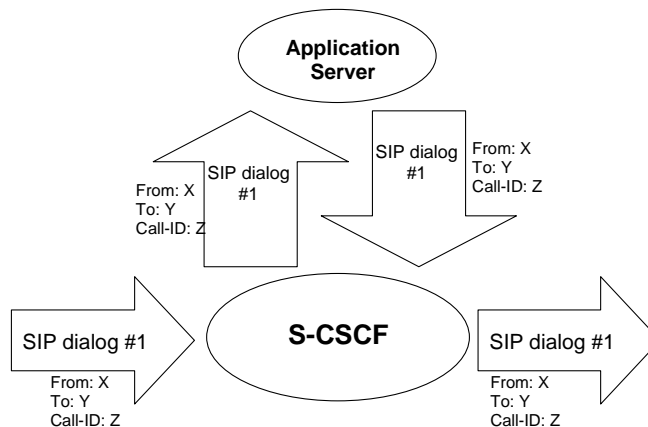 Application
Server
SIP dialog
#1
From: X
To: Y
Call-ID: Z
SIP dialog
#1
From: X
To: Y
Call-ID: Z
SIP dialog #1
From: X
To: Y
Call-ID: Z
S-CSCF
SIP dialog #1
From: X
To: Y
Call-ID: Z